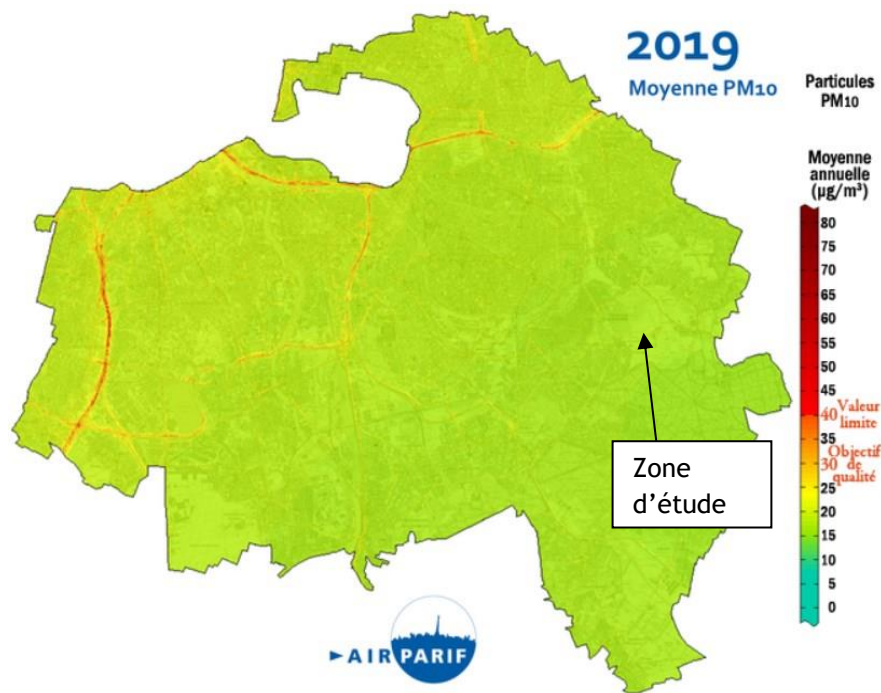 2019
Moyenne PM10
Particules
PM10
Moyenne
annuelle
(µg/m³)
80
75
70
65
60
55
50
45
40 Valeur
limite
35
Objectif
30 de
qualité
25
20
15
10
5
0
Zone
d’étude
AIRPARIF